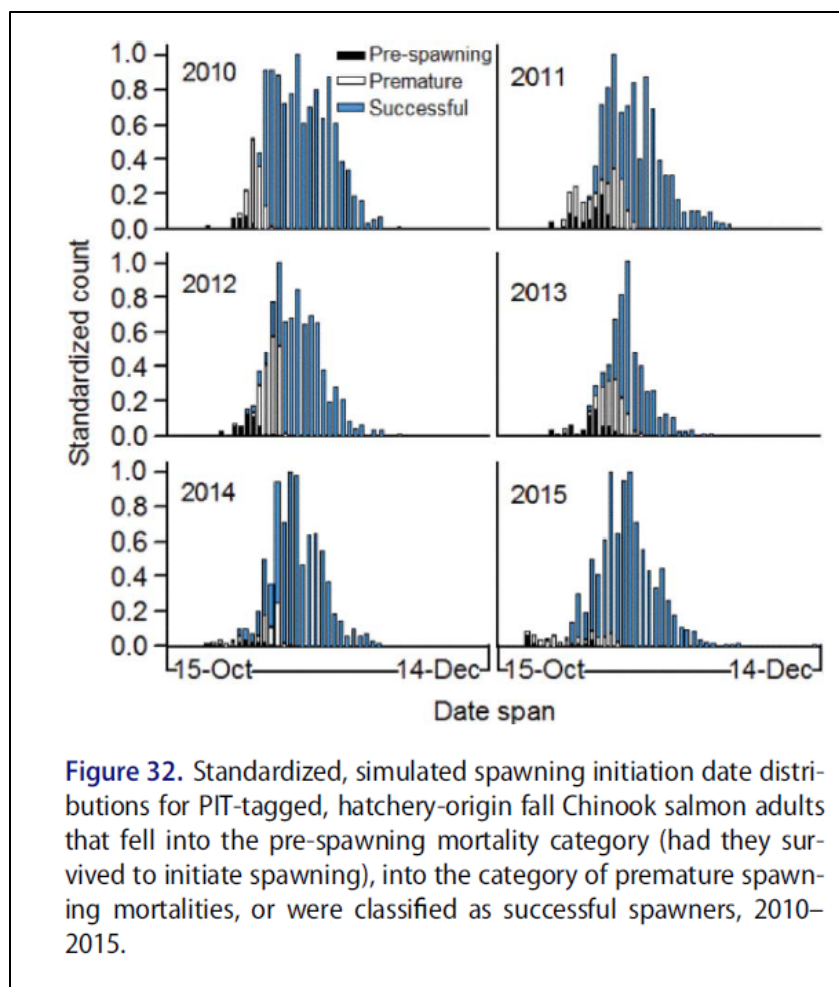 1.0
0.8
0.6
0.4
0.2
0.0
2010
Pre-spawning
Premature
Successful
2011
1.0
0.8
0.6
0.4
0.2
0.0
2012
2013
1.0
0.8
0.6
0.4
0.2
0.0
2014
2015
Standardized count
15-Oct 14-Dec 15-Oct 14-Dec
Date span
Figure 32. Standardized, simulated spawning initiation date distri-
butions for PIT-tagged, hatchery-origin fall Chinook salmon adults
that fell into the pre-spawning mortality category (had they sur-
vived to initiate spawning), into the category of premature spawn-
ing mortalities, or were classified as successful spawners, 2010–
2015.